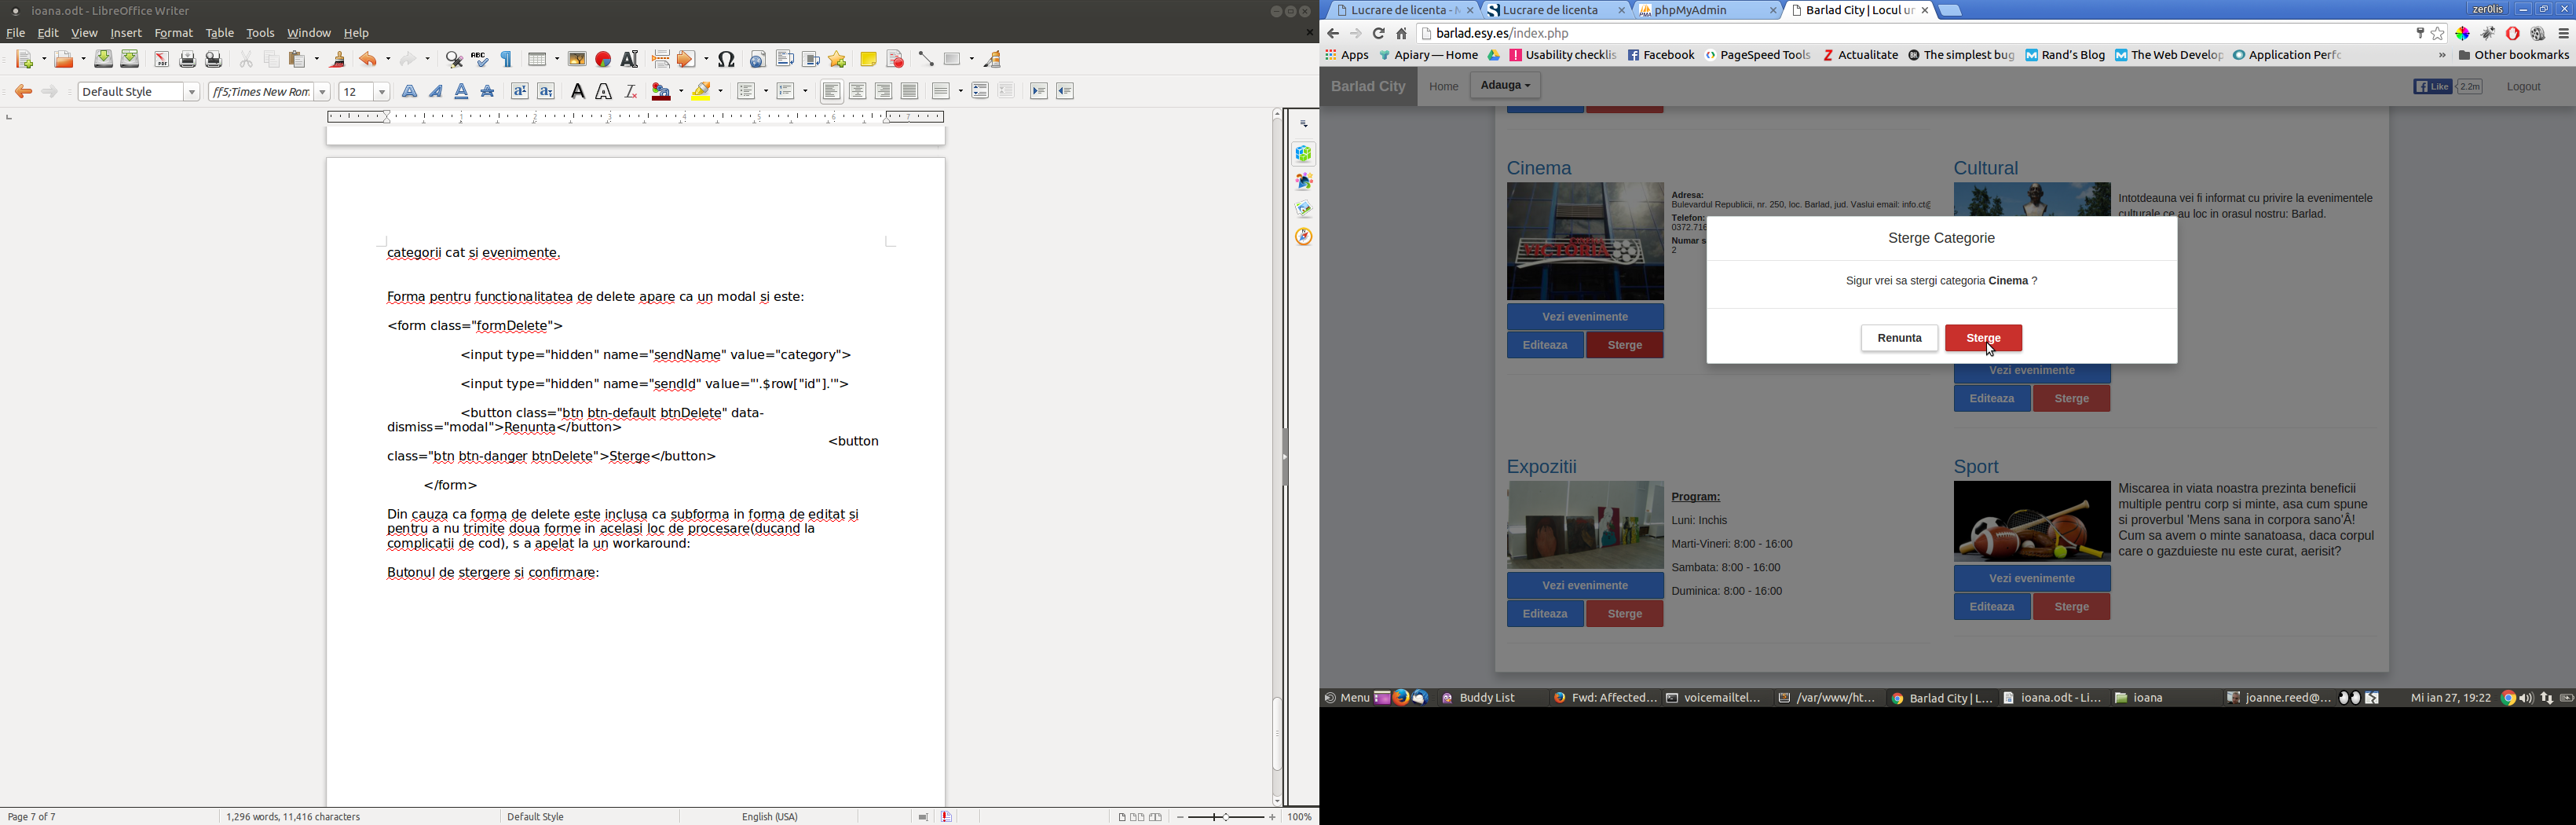 ioana.odt - LibreOffice Writer
File Edit View Insert Format Table Tools Window Help
Default Style
ff5;Times New Rom
12
categorii cat si evenimente.
Forma pentru functionalitatea de delete apare ca un modal si este:
<form class="formDelete">
<input type="hidden" name="sendName" value="category">
<input type="hidden" name="sendId" value="'.$row["id"].'">
<button class="btn btn-default btnDelete" data-
dismiss="modal">Renunta</button>
<button
class="btn btn-danger btnDelete">Sterge</button>
</form>
Din cauza ca forma de delete este inclusa ca subforma in forma de editat si
pentru a nu trimite doua forme in acelasi loc de procesare(ducand la
complicatii de cod), s a apelat la un workaround:
Butonul de stergere si confirmare:
Page 7 of 7
1,296 words, 11,416 characters
Default Style
English (USA)
100%
Lucrare de licenta -
Lucrare de licenta
phpMyAdmin
Barlad City | Locul
zer0lis
barlad.esy.es/index.php
Apps
Apiary — Home
Usability checklis
Facebook
PageSpeed Tools
Actualitate
The simplest bug
Rand's Blog
The Web Develop
Application Perf
»
Other bookmarks
Barlad City
Home
Adauga
Like
2.2m
Logout
Cinema
Adresa:
Bulevardul Republicii, nr. 250, loc. Barlad, jud. Vaslui email: info.ct
Telefon:
0372.716
Numar s
2
Vezi evenimente
Editeaza
Sterge
Cultural
Intotdeauna vei fi informat cu privire la evenimentele
culturale ce au loc in orasul nostru: Barlad.
Vezi evenimente
Editeaza
Sterge
Sterge Categorie
Sigur vrei sa stergi categoria Cinema ?
Renunta
Sterge
Expozitii
Program:
Luni: Inchis
Marti-Vineri: 8:00 - 16:00
Sambata: 8:00 - 16:00
Duminica: 8:00 - 16:00
Vezi evenimente
Editeaza
Sterge
Sport
Miscarea in viata noastra prezinta beneficii
multiple pentru corp si minte, asa cum spune
si proverbul 'Mens sana in corpora sano'Â!
Cum sa avem o minte sanatoasa, daca corpul
care o gazduieste nu este curat, aerisit?
Vezi evenimente
Editeaza
Sterge
Menu
Buddy List
Fwd: Affected...
voicemailtel...
/var/www/ht...
Barlad City | L...
ioana.odt - Li...
ioana
joanne.reed@...
Mi ian 27, 19:22